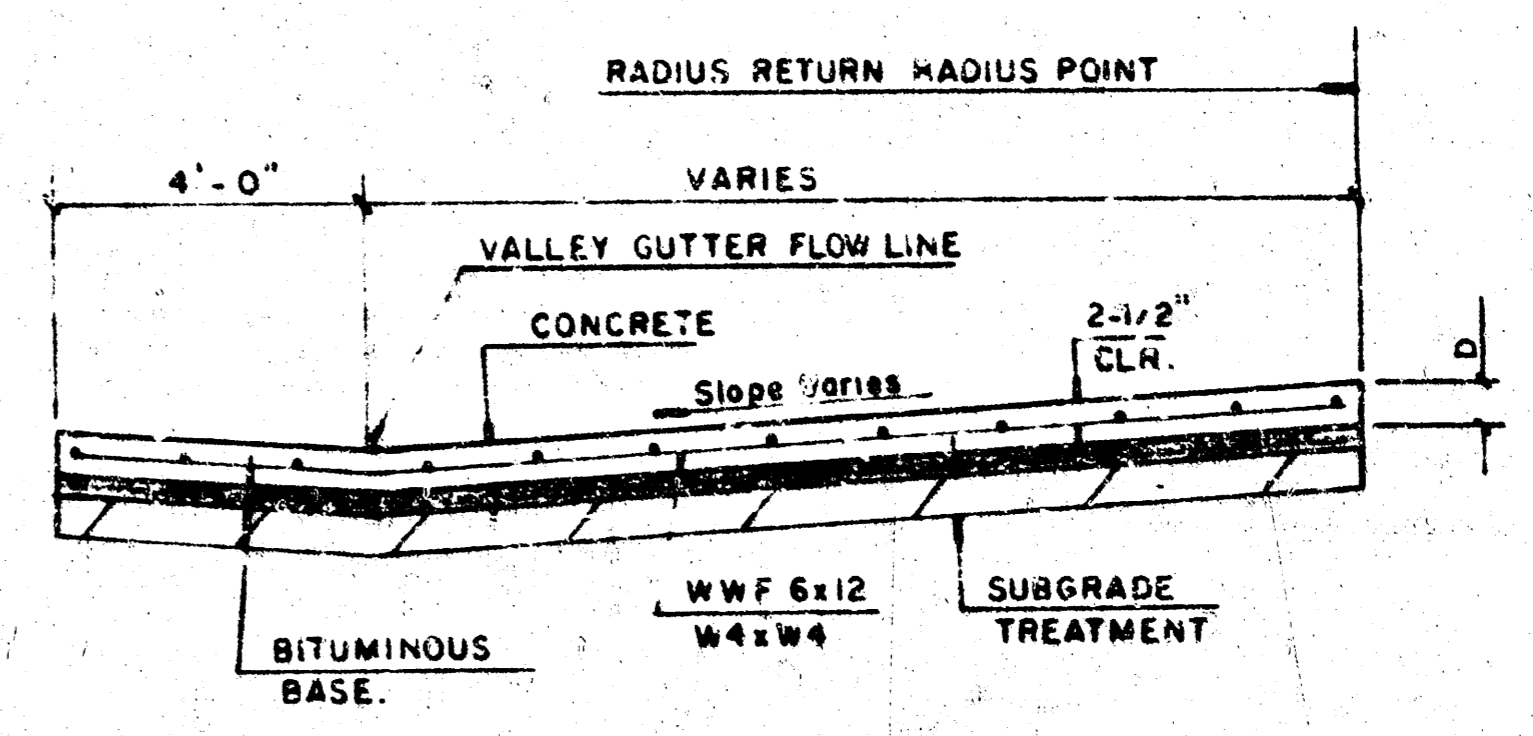 RADIUS RETURN RADIUS POINT
4'-0"
VARIES
VALLEY GUTTER FLOW LINE
CONCRETE
2-1/2"
CLR.
D
Slope Varies
WWF 6x12
W4xW4
SUBGRADE
TREATMENT
BITUMINOUS
BASE.